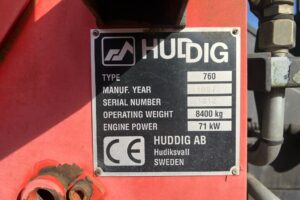 HUDDIG
TYPE 760
MANUF. YEAR
SERIAL NUMBER
OPERATING WEIGHT 8400 kg
ENGINE POWER 71 kW
CE HUDDIG AB
Hudiksvall
SWEDEN